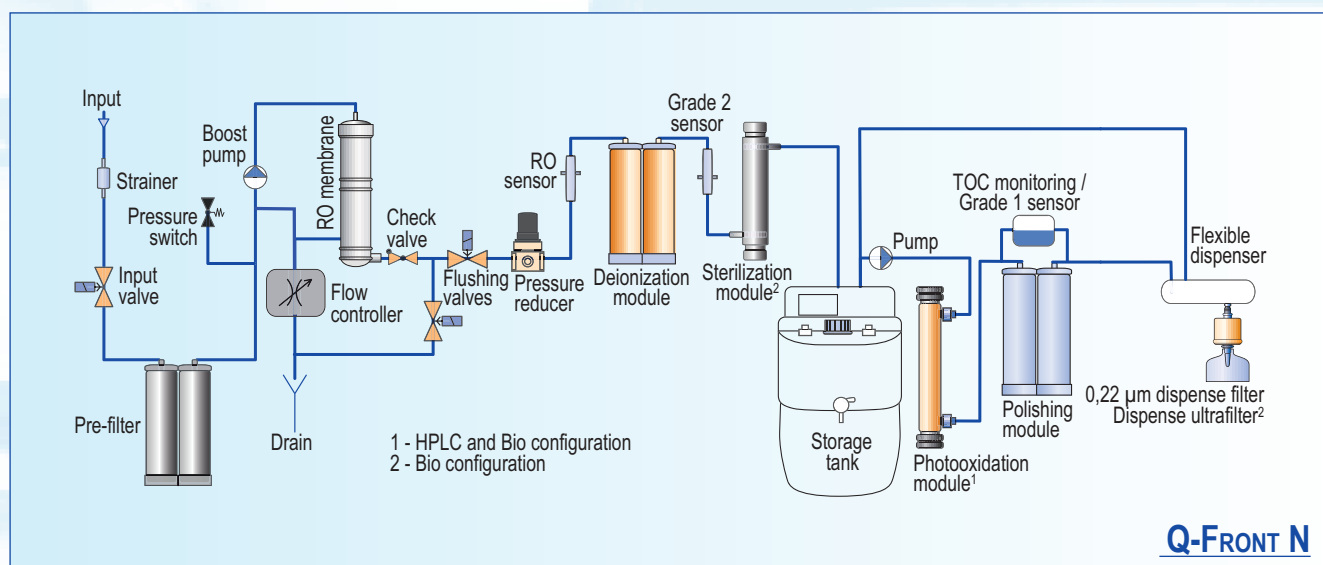 Input
Strainer
Boost
pump
Pressure
switch
Input
valve
Pre-filter
RO membrane
Flow
controller
Drain
Check
valve
Flushing
valves
Pressure
reducer
RO
sensor
Deionization
module
Grade 2
sensor
Sterilization
module²
Storage
tank
Pump
Photooxidation
module¹
TOC monitoring /
Grade 1 sensor
Polishing
module
Flexible
dispenser
0,22 µm dispense filter
Dispense ultrafilter²
1 - HPLC and Bio configuration
2 - Bio configuration
Q-FRONT N